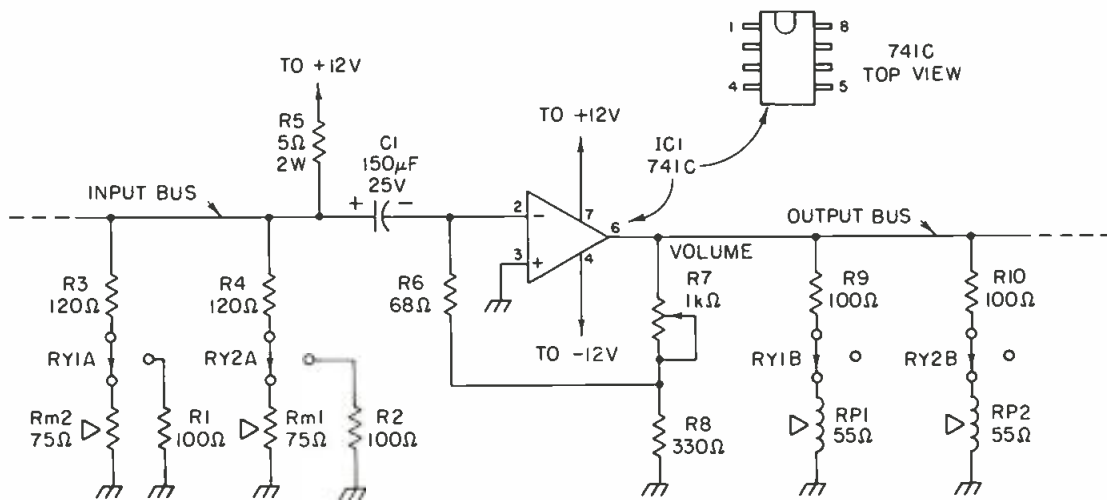 1
8
741C
TOP VIEW
4
5
TO +12V
R5
5Ω
2W
C1
150μF
25V
+
−
TO +12V
IC1
741C
INPUT BUS
2
−
7
6
3
+
4
OUTPUT BUS
VOLUME
R3
120Ω
R4
120Ω
R6
68Ω
R7
1kΩ
R9
100Ω
R10
100Ω
TO -12V
RY1A
RY2A
RY1B
RY2B
Rm2
75Ω
R1
100Ω
Rm1
75Ω
R2
100Ω
R8
330Ω
RP1
55Ω
RP2
55Ω